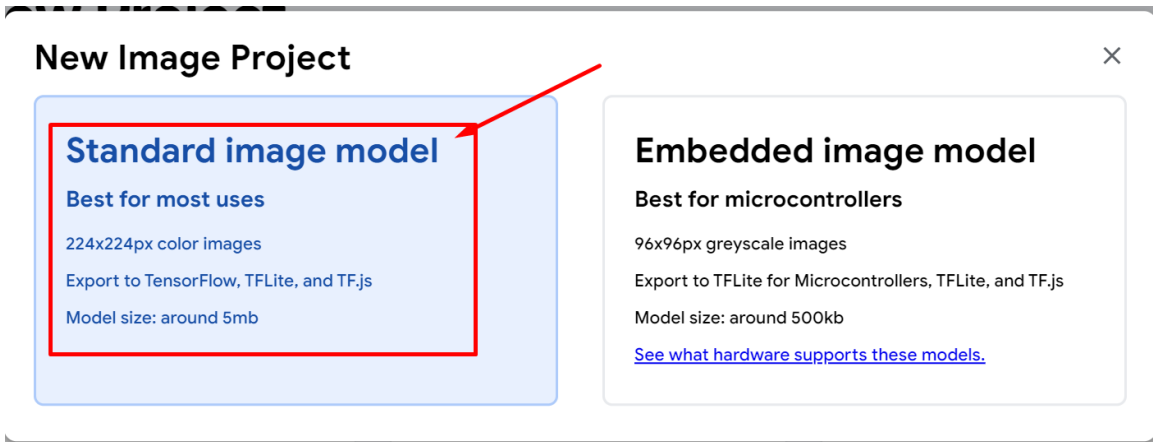 New Image Project
Standard image model
Best for most uses
224x224px color images
Export to TensorFlow, TFLite, and TF.js
Model size: around 5mb
Embedded image model
Best for microcontrollers
96x96px greyscale images
Export to TFLite for Microcontrollers, TFLite, and TF.js
Model size: around 500kb
See what hardware supports these models.